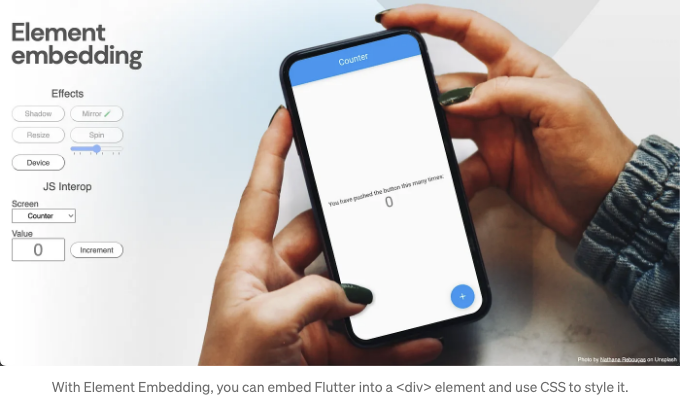 Element
embedding
Effects
Shadow
Mirror
Resize
Spin
Device
JS Interop
Screen
Counter
Value
0
Increment
Counter
You have pushed the button this many times:
0
+
Photo by Nathana Rebouças on Unsplash
With Element Embedding, you can embed Flutter into a <div> element and use CSS to style it.